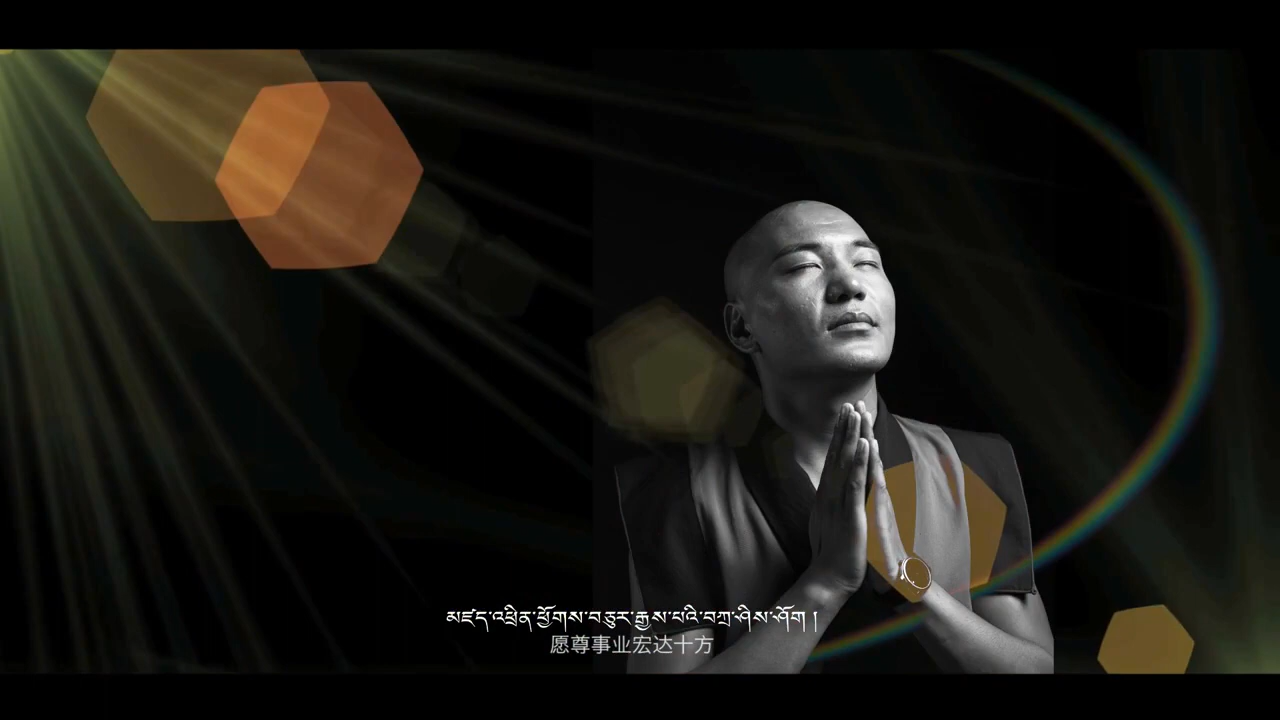 མཛད་འཕྲིན་ཕྱོགས་བཅུར་རྒྱས་པའི་བཀྲ་ཤིས་ཤོག །
愿尊事业宏达十方